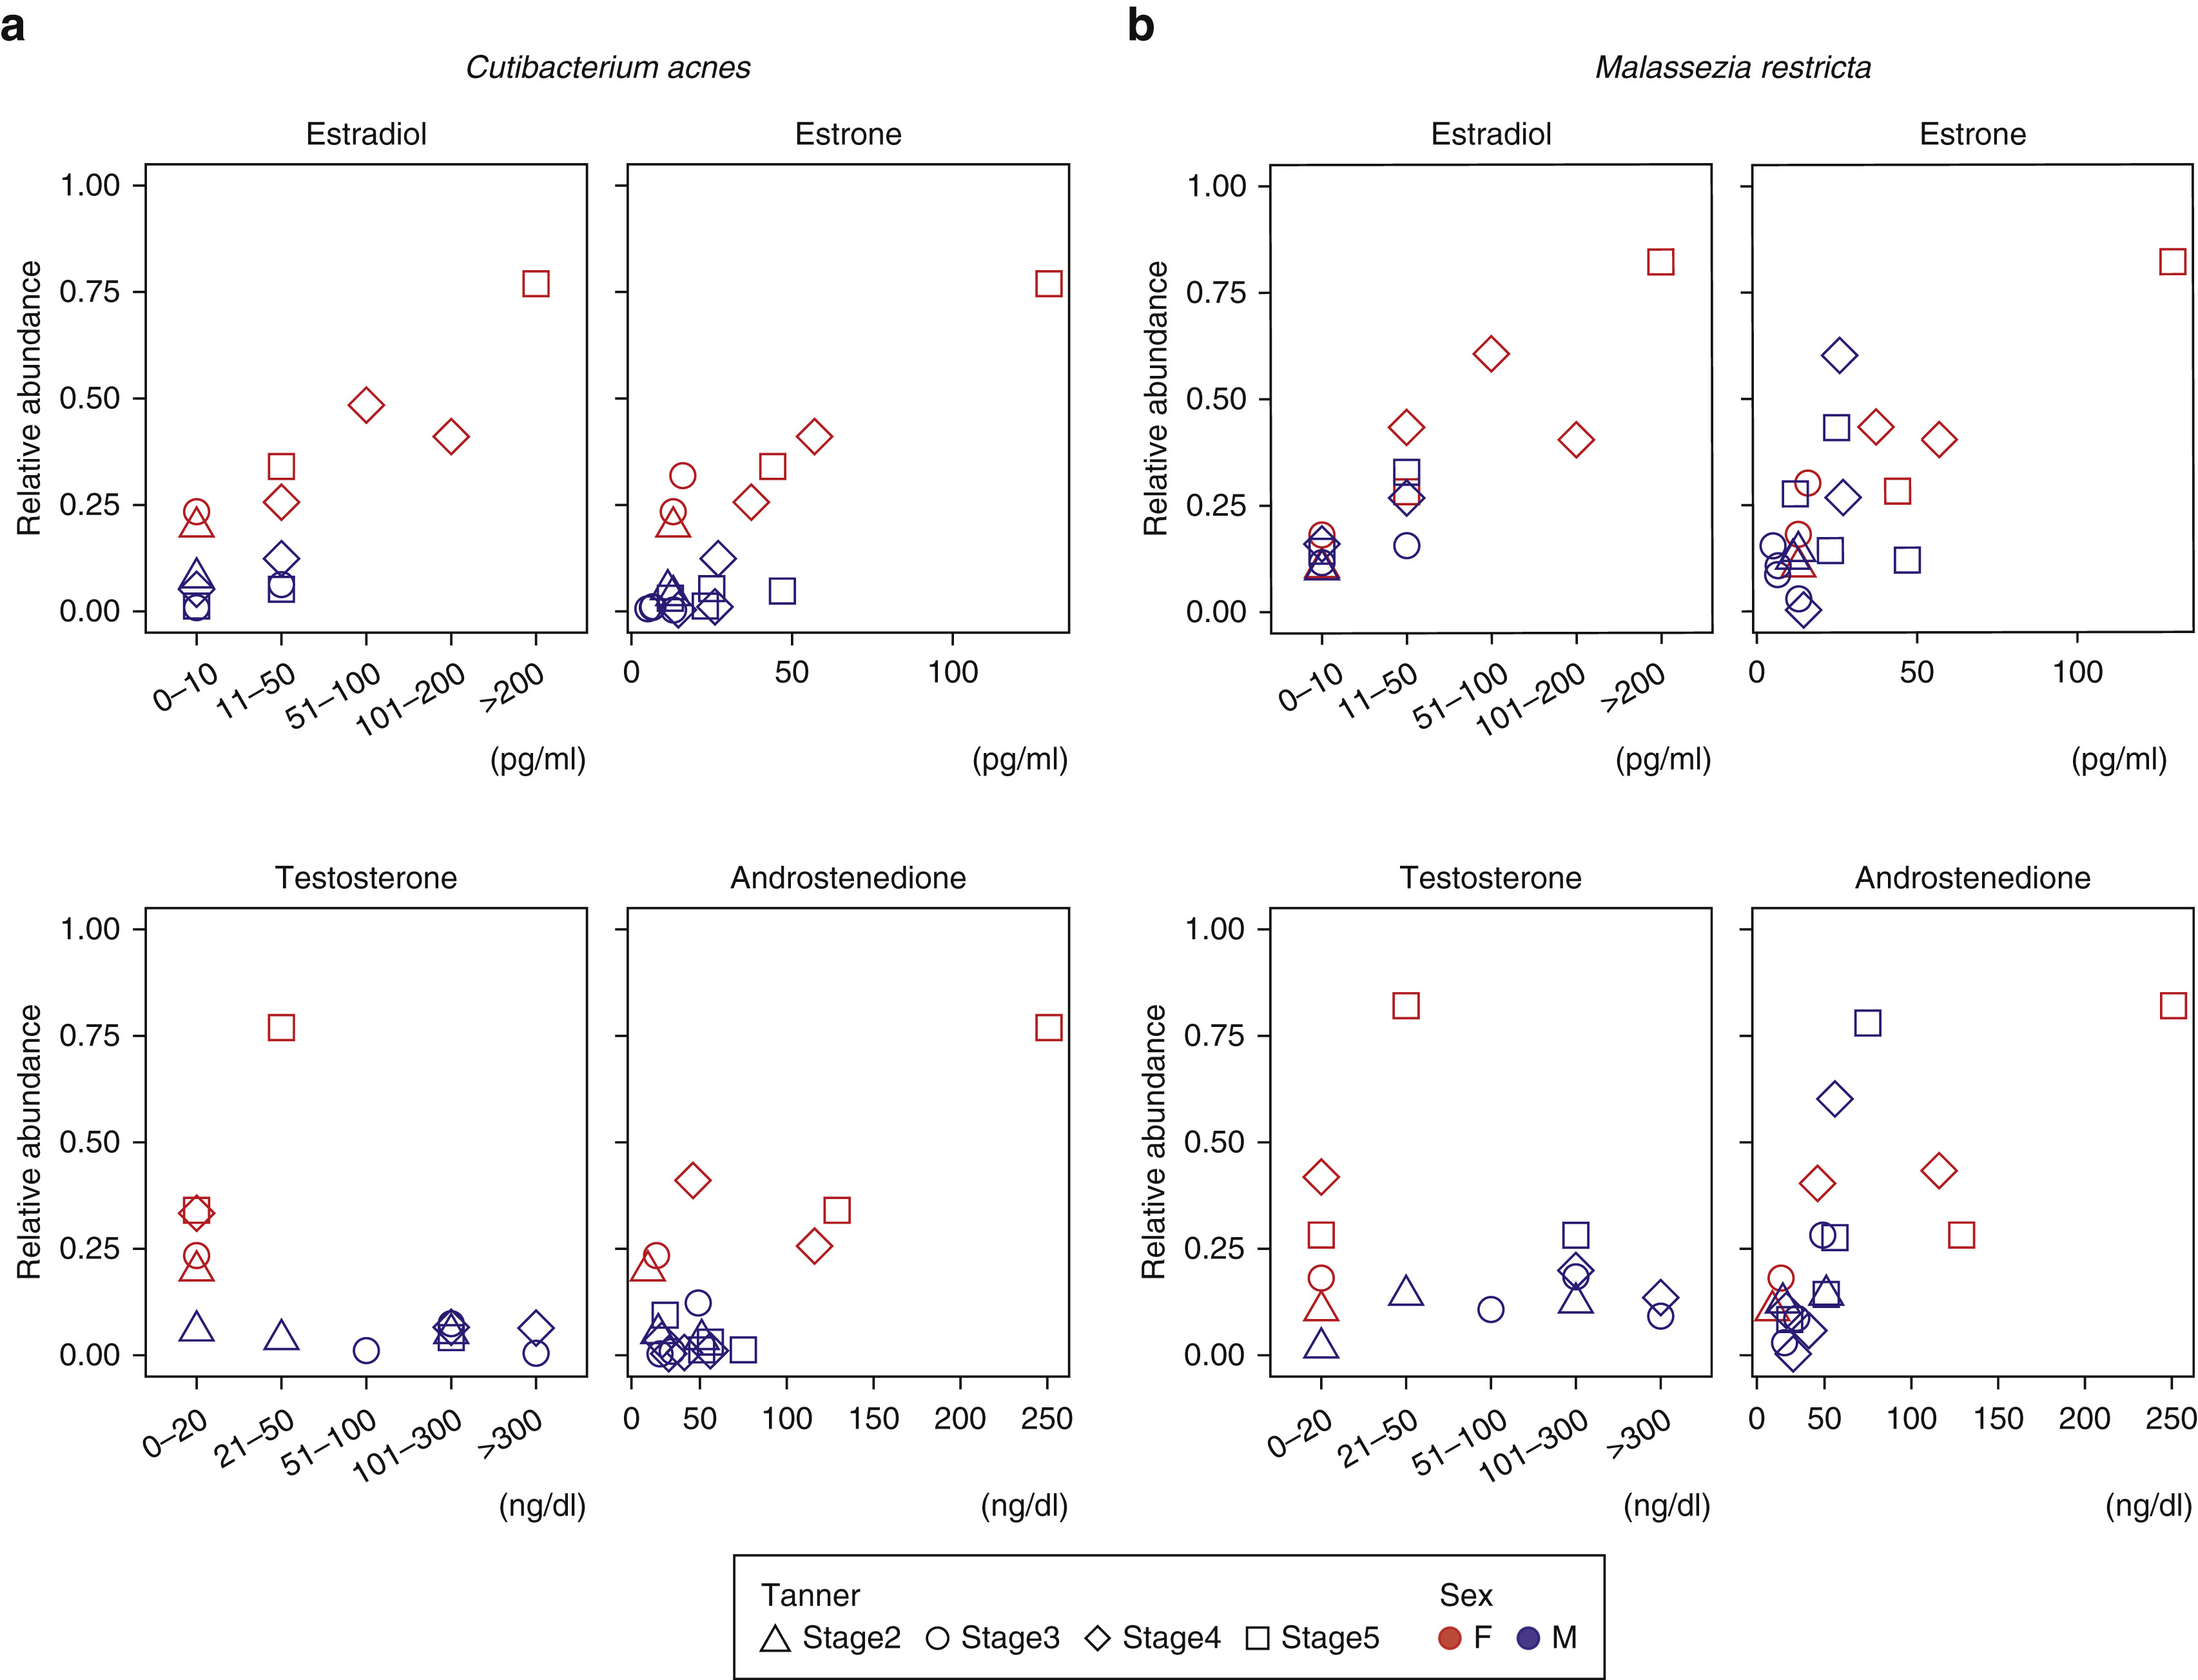 a
Cutibacterium acnes
Estradiol
Estrone
Relative abundance
1.00
0.75
0.50
0.25
0.00
0–10
11–50
51–100
101–200
>200
(pg/ml)
0
50
100
(pg/ml)
Testosterone
Androstenedione
Relative abundance
1.00
0.75
0.50
0.25
0.00
0–20
21–50
51–100
101–300
>300
(ng/dl)
0
50
100
150
200
250
(ng/dl)
b
Malassezia restricta
Estradiol
Estrone
Relative abundance
1.00
0.75
0.50
0.25
0.00
0–10
11–50
51–100
101–200
>200
(pg/ml)
0
50
100
(pg/ml)
Testosterone
Androstenedione
Relative abundance
1.00
0.75
0.50
0.25
0.00
0–20
21–50
51–100
101–300
>300
(ng/dl)
0
50
100
150
200
250
(ng/dl)
Tanner
Stage2 Stage3 Stage4 Stage5
Sex
F M